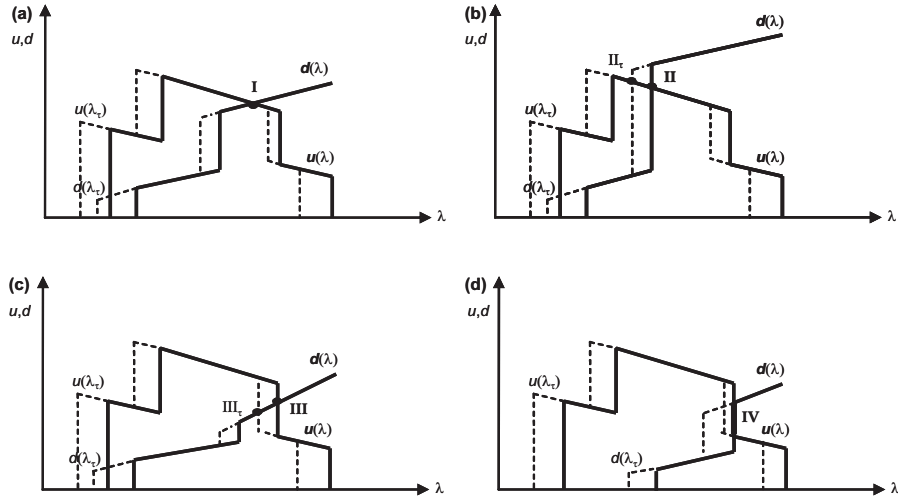 (a)
u,d
d(λ)
I
u(λτ)
u(λ)
d(λτ)
λ
(b)
u,d
d(λ)
IIτ
II
u(λτ)
u(λ)
d(λτ)
λ
(c)
u,d
d(λ)
u(λτ)
IIIτ
III
u(λ)
d(λτ)
λ
(d)
u,d
d(λ)
u(λτ)
IV
u(λ)
d(λτ)
λ